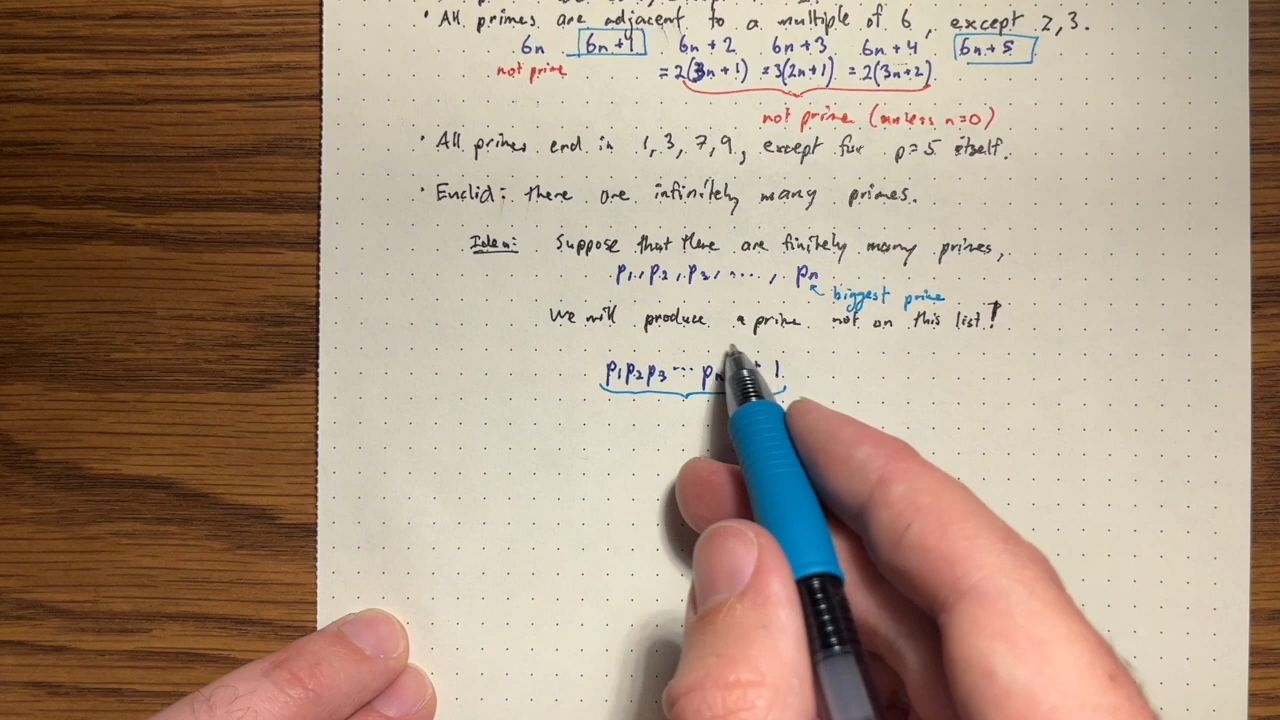 • All primes are adjacent to a multiple of 6, except 2, 3.
6n 6n+1 6n+2 6n+3 6n+4 6n+5
not prime =2(3n+1) =3(2n+1) =2(3n+2)
not prime (unless n=0)
• All primes end in 1, 3, 7, 9, except for p=5 itself.
• Euclid: there are infinitely many primes.
Idea: Suppose that there are finitely many primes,
p₁, p₂, p₃, ...., pₙ
biggest prime
We will produce a prime not on this list!
p₁p₂p₃ ... pₙ + 1